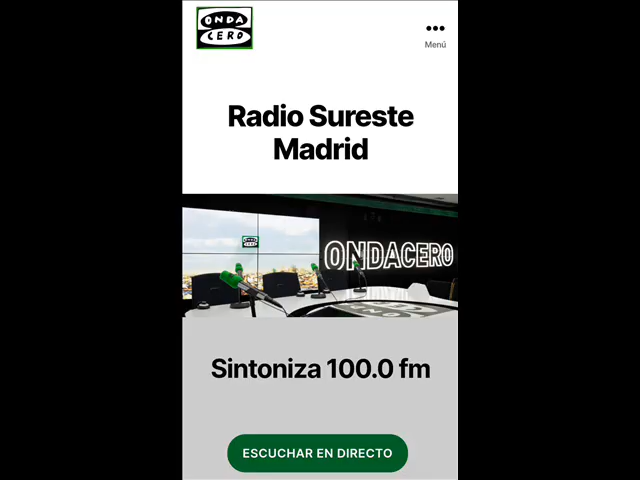 ONDA
CERO
Menú
Radio Sureste
Madrid
ONDACERO
Sintoniza 100.0 fm
ESCUCHAR EN DIRECTO